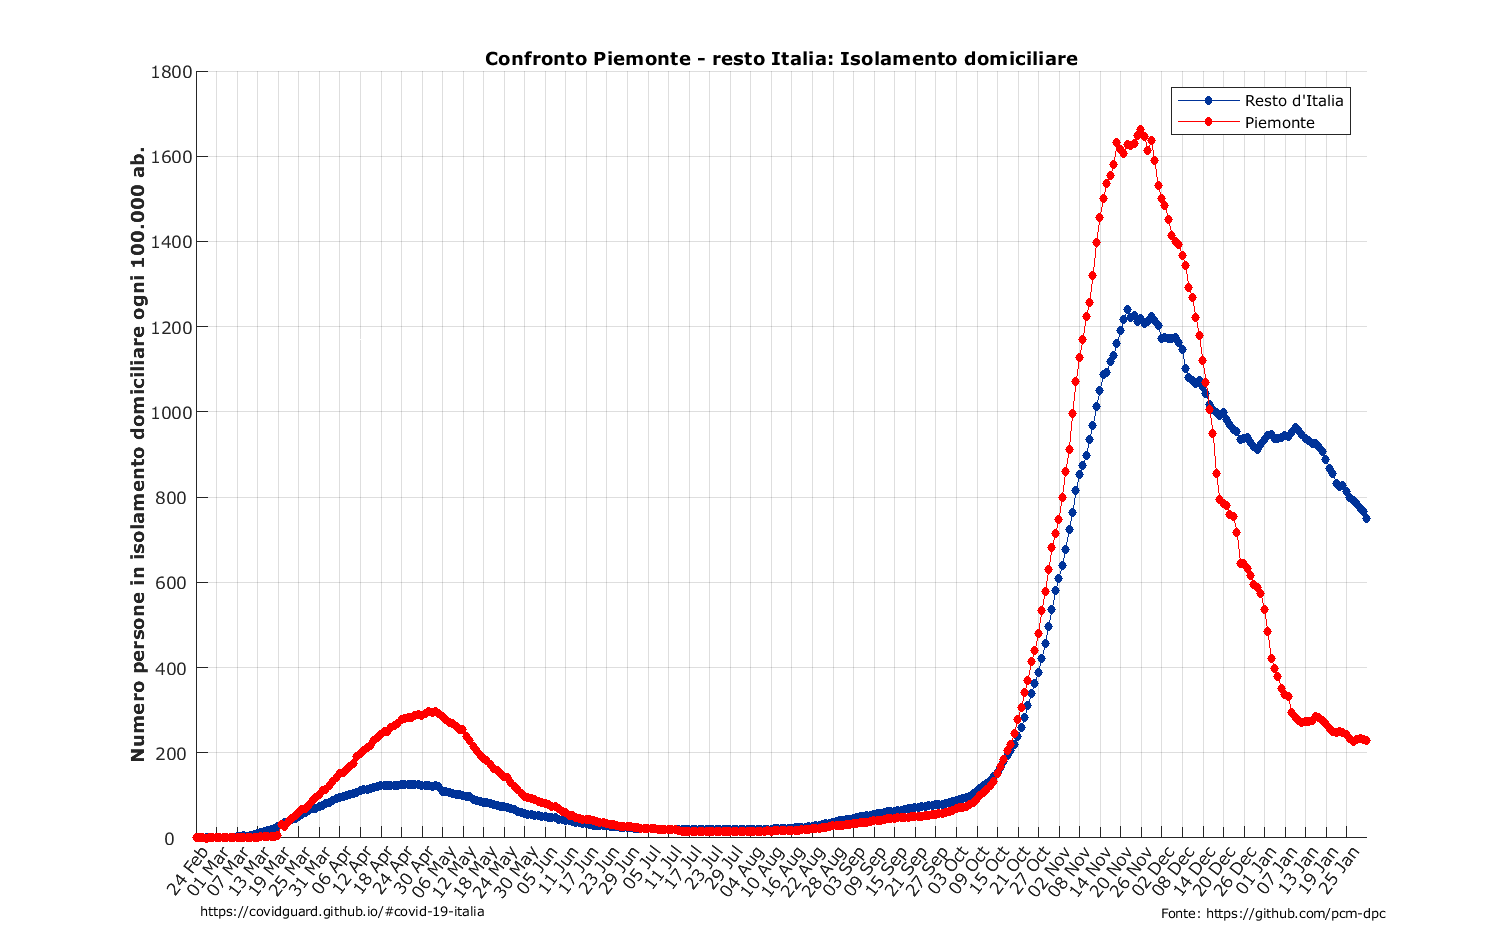 Confronto Piemonte - resto Italia: Isolamento domiciliare
Numero persone in isolamento domiciliare ogni 100.000 ab.
1800
1600
1400
1200
1000
800
600
400
200
0
Resto d'Italia
Piemonte
24 Feb
01 Mar
07 Mar
13 Mar
19 Mar
25 Mar
31 Mar
06 Apr
12 Apr
18 Apr
24 Apr
30 Apr
06 May
12 May
18 May
24 May
30 May
05 Jun
11 Jun
17 Jun
23 Jun
29 Jun
05 Jul
11 Jul
17 Jul
23 Jul
29 Jul
04 Aug
10 Aug
16 Aug
22 Aug
28 Aug
03 Sep
09 Sep
15 Sep
21 Sep
27 Sep
03 Oct
09 Oct
15 Oct
21 Oct
27 Oct
02 Nov
08 Nov
14 Nov
20 Nov
26 Nov
02 Dec
08 Dec
14 Dec
20 Dec
26 Dec
01 Jan
07 Jan
13 Jan
19 Jan
25 Jan
https://covidguard.github.io/#covid-19-italia
Fonte: https://github.com/pcm-dpc